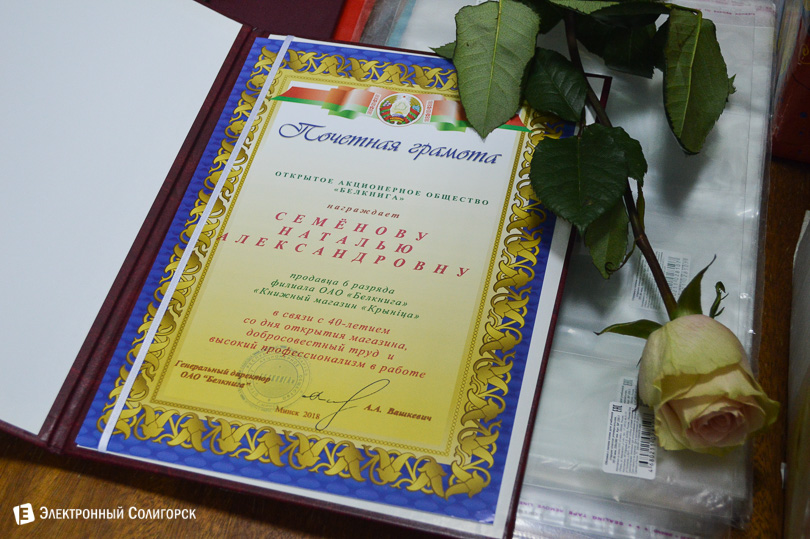 Почетная грамота
ОТКРЫТОЕ АКЦИОНЕРНОЕ ОБЩЕСТВО
«БЕЛКНИГА»
награждает
СЕМЁНОВУ
НАТАЛЬЮ
АЛЕКСАНДРОВНУ
продавца 6 разряда
филиала ОАО «Белкнига»
«Книжный магазин «Крыніца»
в связи с 40-летием
со дня открытия магазина,
добросовестный труд и
высокий профессионализм в работе
Генеральный директор
ОАО "Белкнига"
А.А. Вашкевич
Минск 2018
Электронный Солигорск